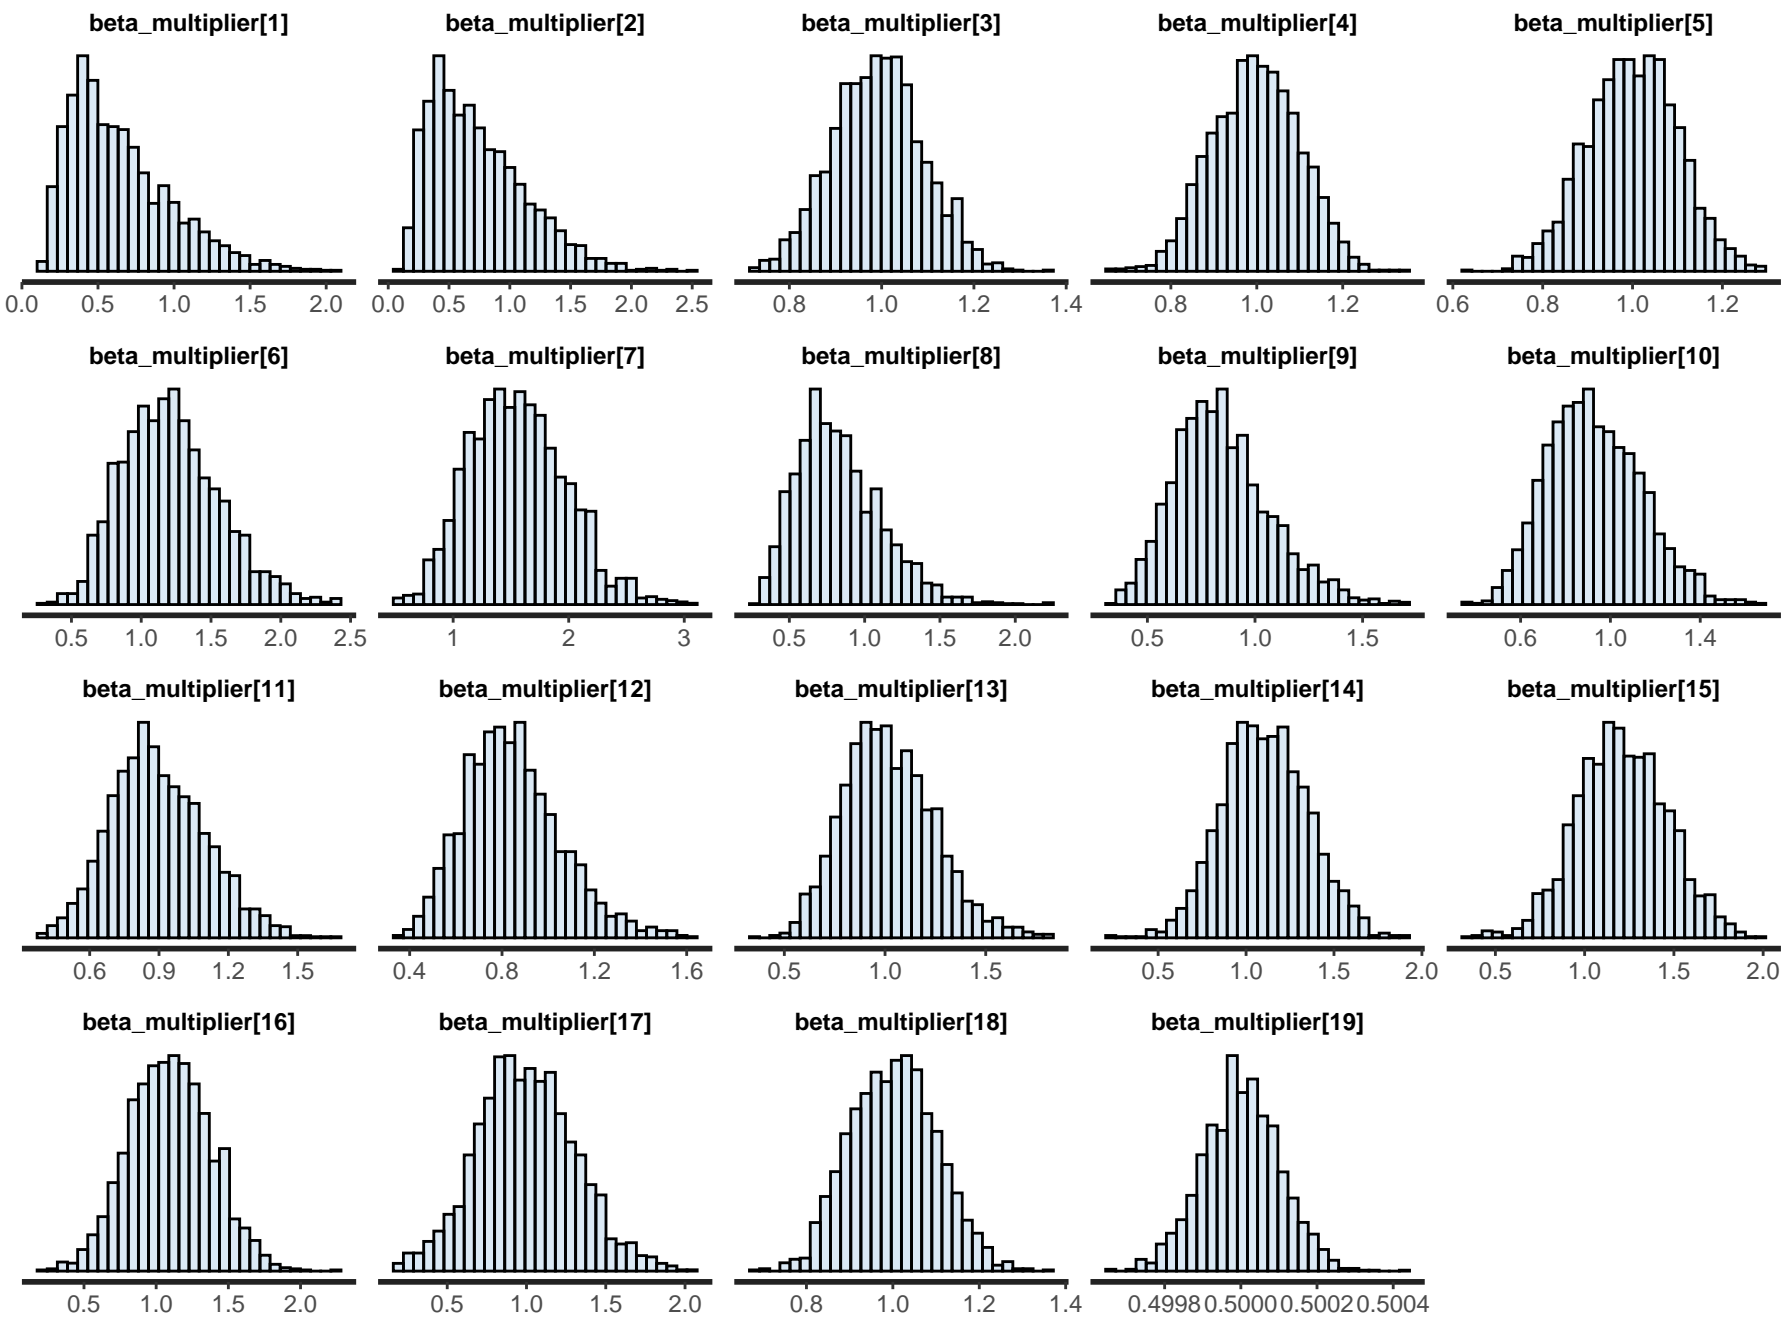 beta_multiplier[1] beta_multiplier[2] beta_multiplier[3] beta_multiplier[4] beta_multiplier[5]
0.0 0.5 1.0 1.5 2.0 0.0 0.5 1.0 1.5 2.0 2.5 0.8 1.0 1.2 1.4 0.8 1.0 1.2 0.6 0.8 1.0 1.2
beta_multiplier[6] beta_multiplier[7] beta_multiplier[8] beta_multiplier[9] beta_multiplier[10]
0.5 1.0 1.5 2.0 2.5 1 2 3 0.5 1.0 1.5 2.0 0.5 1.0 1.5 0.6 1.0 1.4
beta_multiplier[11] beta_multiplier[12] beta_multiplier[13] beta_multiplier[14] beta_multiplier[15]
0.6 0.9 1.2 1.5 0.4 0.8 1.2 1.6 0.5 1.0 1.5 0.5 1.0 1.5 2.0 0.5 1.0 1.5 2.0
beta_multiplier[16] beta_multiplier[17] beta_multiplier[18] beta_multiplier[19]
0.5 1.0 1.5 2.0 0.5 1.0 1.5 2.0 0.8 1.0 1.2 1.4 0.4998 0.5000 0.5002 0.5004